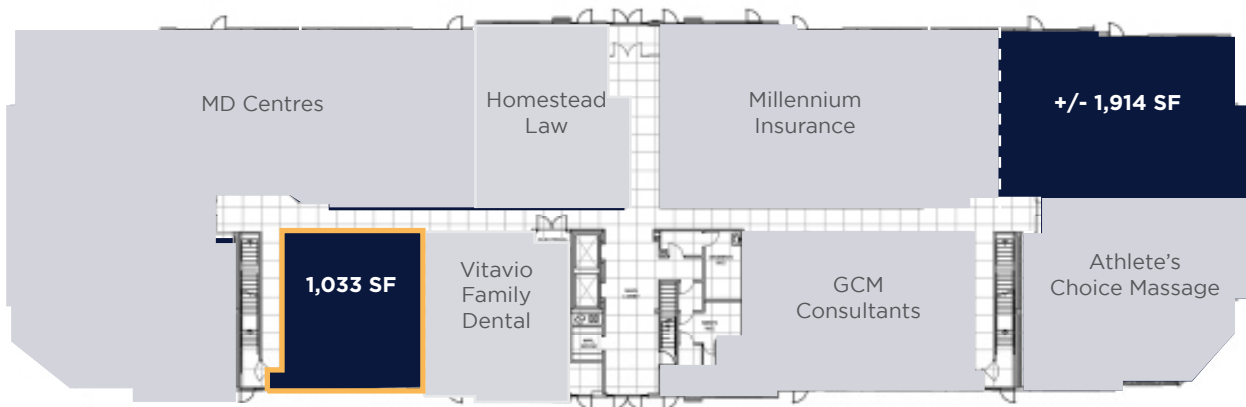 MD Centres
Homestead
Law
Millennium
Insurance
+/- 1,914 SF
1,033 SF
Vitavio
Family
Dental
GCM
Consultants
Athlete's
Choice Massage